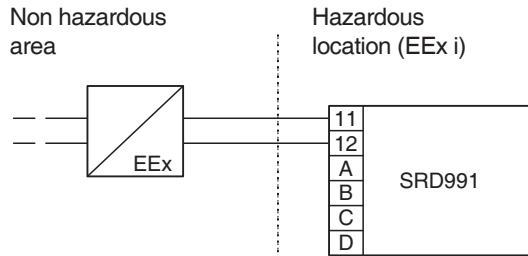 Non hazardous
area
Hazardous
location (EEx i)
EEx
11
12
A
B
C
D
SRD991